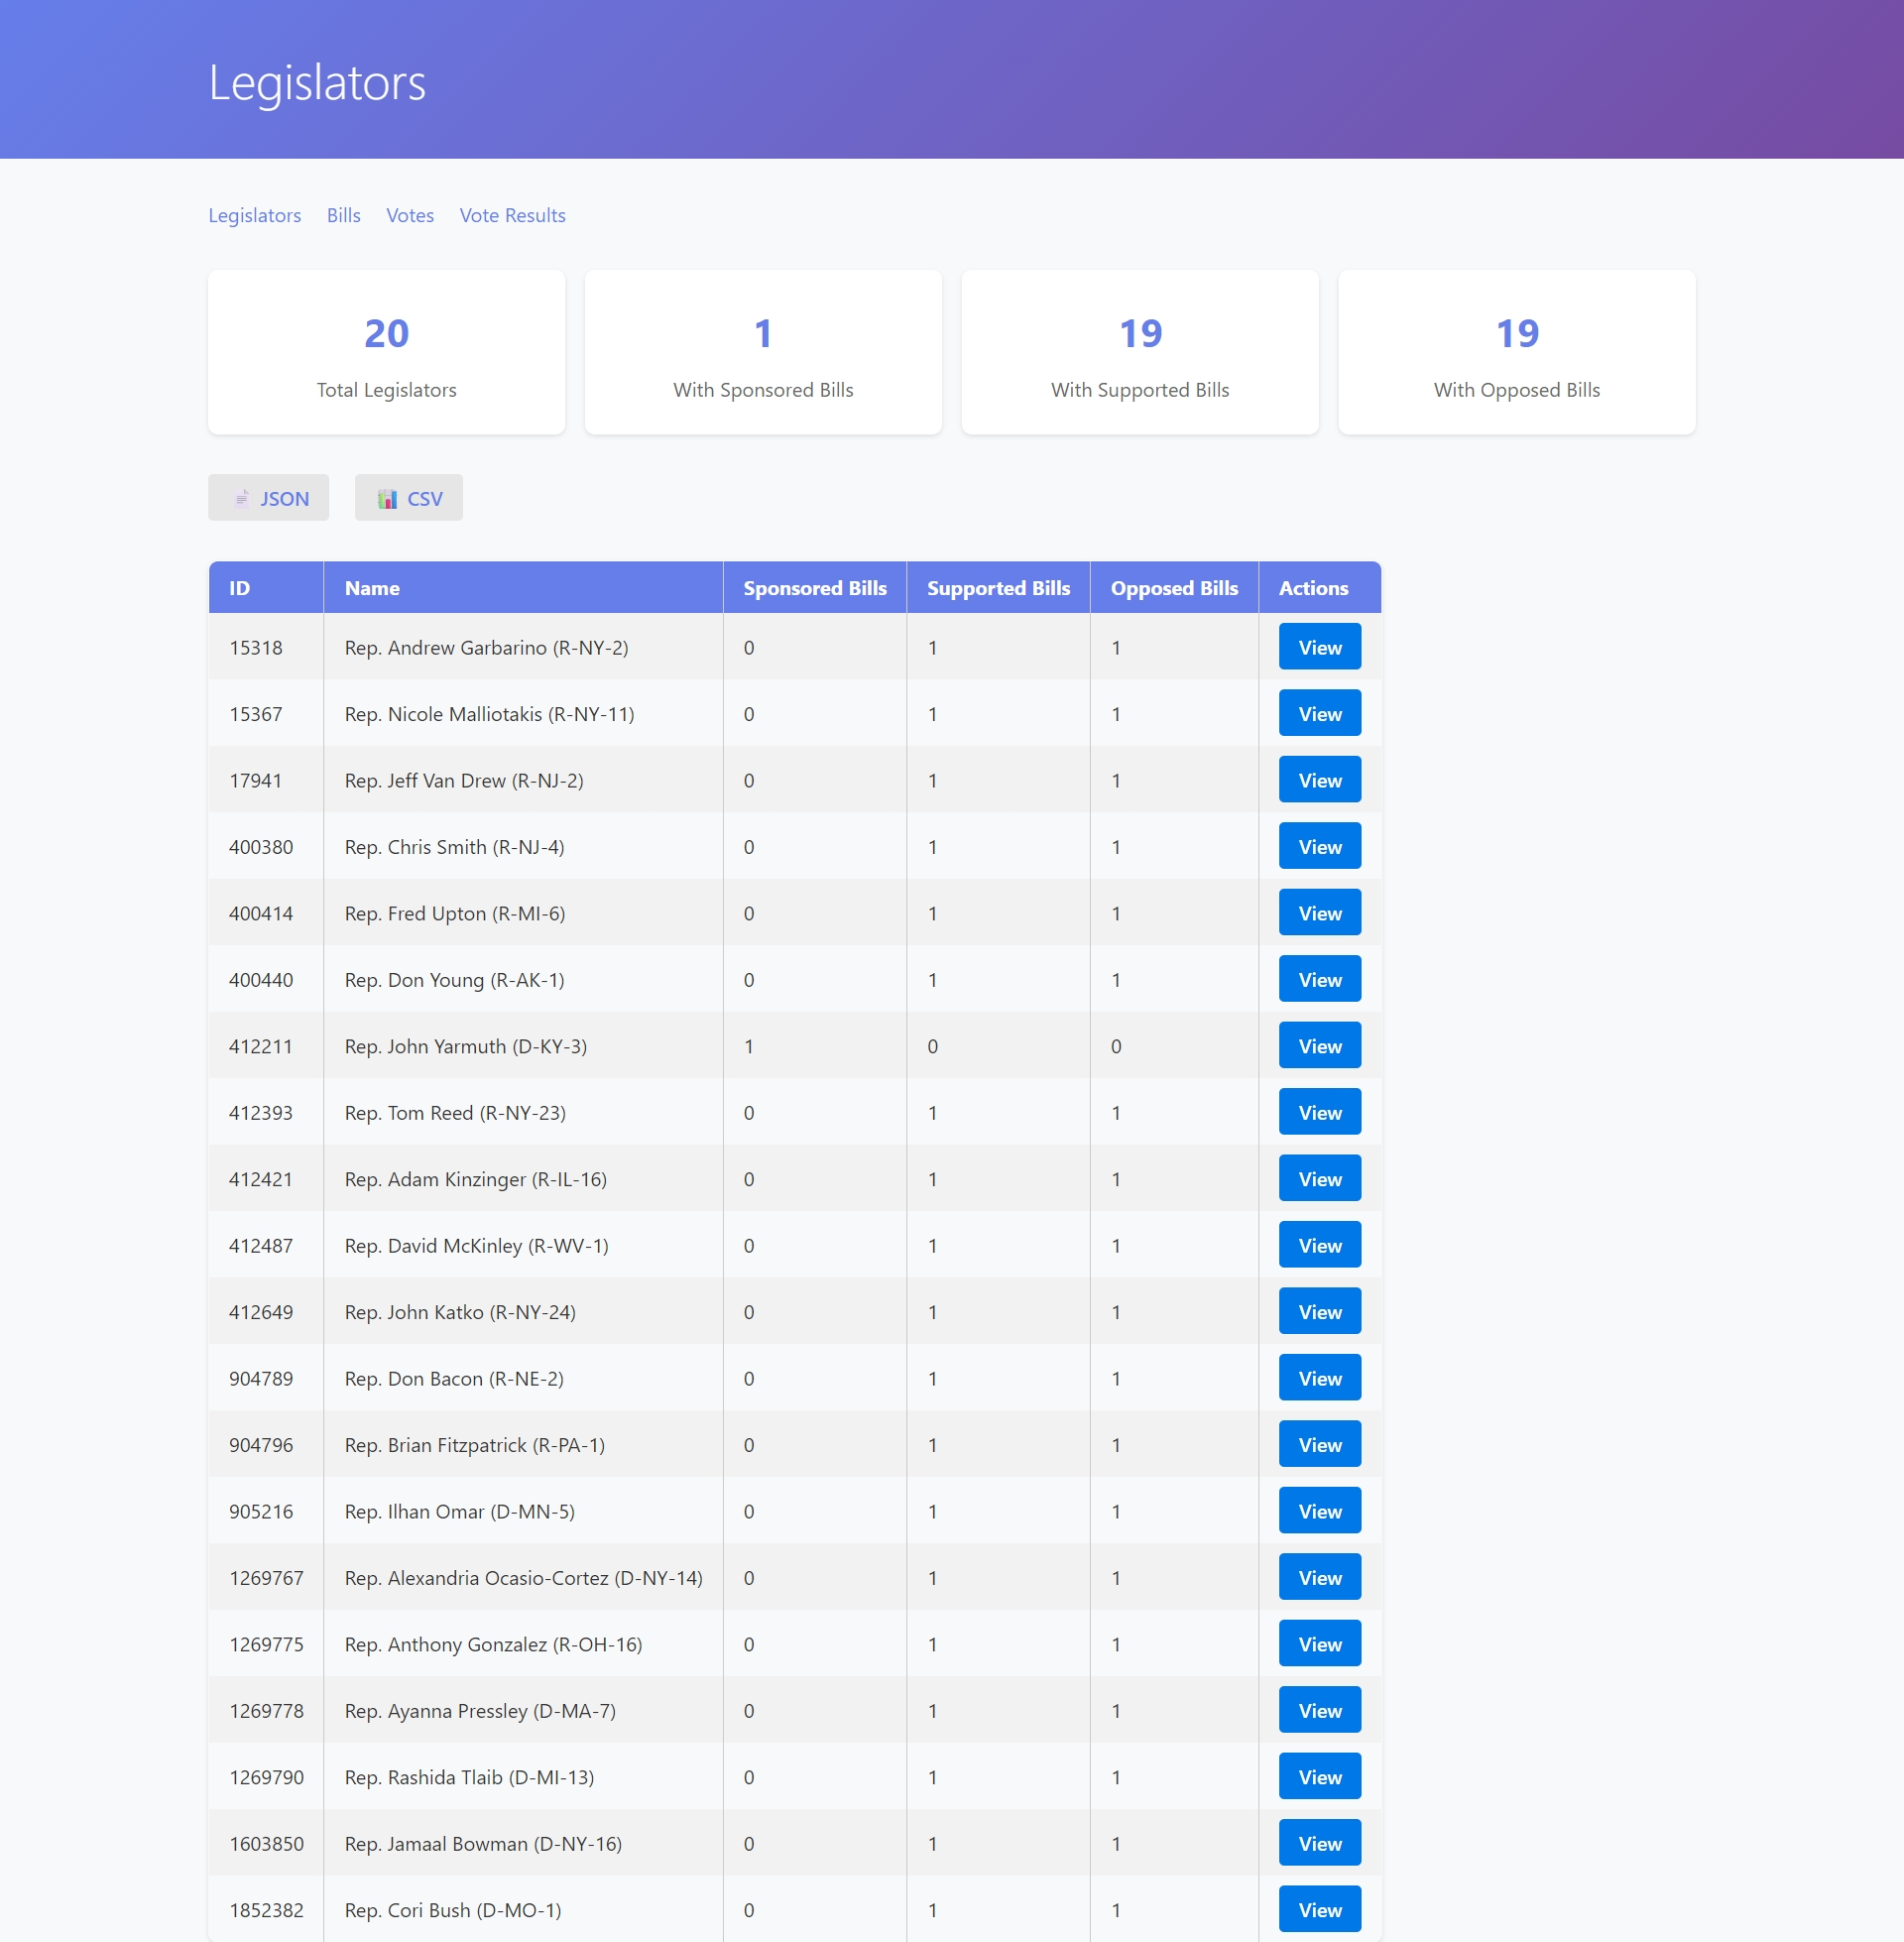 Legislators
Legislators Bills Votes Vote Results
20 1 19 19
Total Legislators With Sponsored Bills With Supported Bills With Opposed Bills
JSON CSV
ID Name Sponsored Bills Supported Bills Opposed Bills Actions
15318 Rep. Andrew Garbarino (R-NY-2) 0 1 1 View
15367 Rep. Nicole Malliotakis (R-NY-11) 0 1 1 View
17941 Rep. Jeff Van Drew (R-NJ-2) 0 1 1 View
400380 Rep. Chris Smith (R-NJ-4) 0 1 1 View
400414 Rep. Fred Upton (R-MI-6) 0 1 1 View
400440 Rep. Don Young (R-AK-1) 0 1 1 View
412211 Rep. John Yarmuth (D-KY-3) 1 0 0 View
412393 Rep. Tom Reed (R-NY-23) 0 1 1 View
412421 Rep. Adam Kinzinger (R-IL-16) 0 1 1 View
412487 Rep. David McKinley (R-WV-1) 0 1 1 View
412649 Rep. John Katko (R-NY-24) 0 1 1 View
904789 Rep. Don Bacon (R-NE-2) 0 1 1 View
904796 Rep. Brian Fitzpatrick (R-PA-1) 0 1 1 View
905216 Rep. Ilhan Omar (D-MN-5) 0 1 1 View
1269767 Rep. Alexandria Ocasio-Cortez (D-NY-14) 0 1 1 View
1269775 Rep. Anthony Gonzalez (R-OH-16) 0 1 1 View
1269778 Rep. Ayanna Pressley (D-MA-7) 0 1 1 View
1269790 Rep. Rashida Tlaib (D-MI-13) 0 1 1 View
1603850 Rep. Jamaal Bowman (D-NY-16) 0 1 1 View
1852382 Rep. Cori Bush (D-MO-1) 0 1 1 View